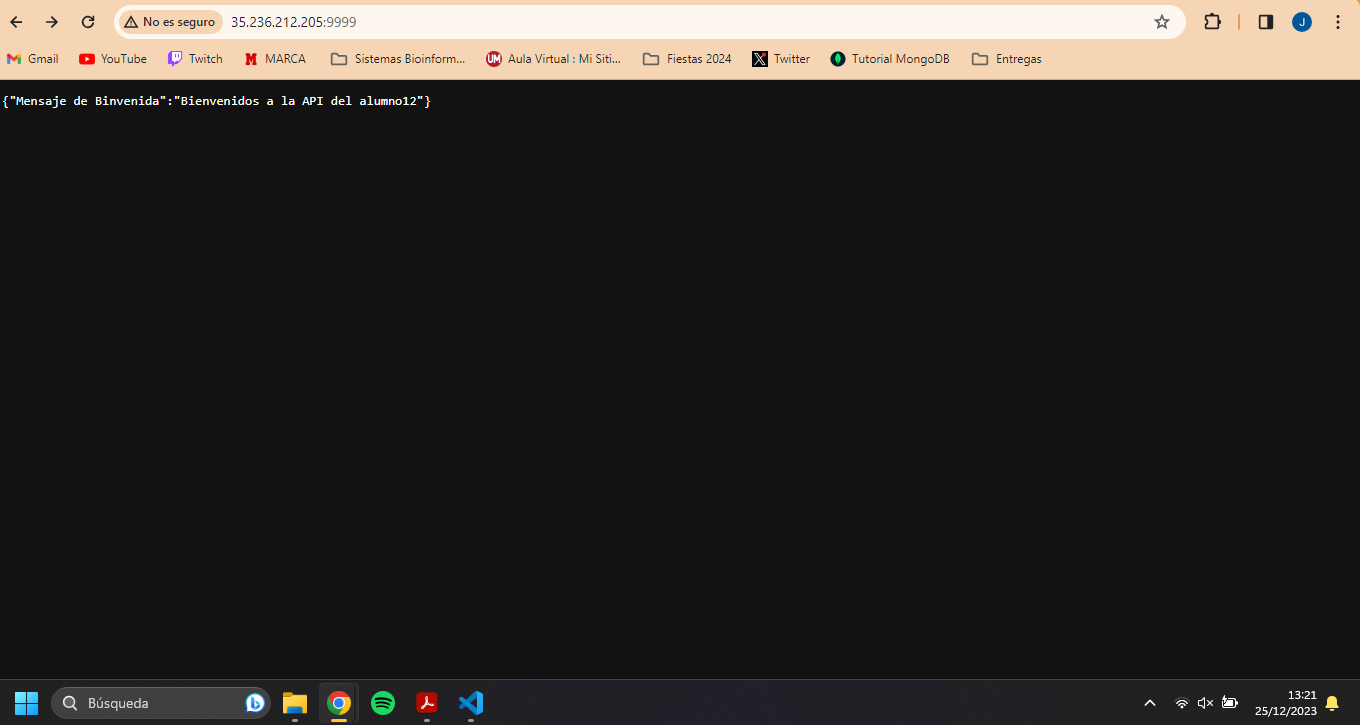 No es seguro 35.236.212.205:9999 J
Gmail YouTube Twitch MARCA Sistemas Bioinform... Aula Virtual : Mi Siti... Fiestas 2024 Twitter Tutorial MongoDB Entregas
{"Mensaje de Binvenida":"Bienvenidos a la API del alumno12"}
Búsqueda
13:21
25/12/2023